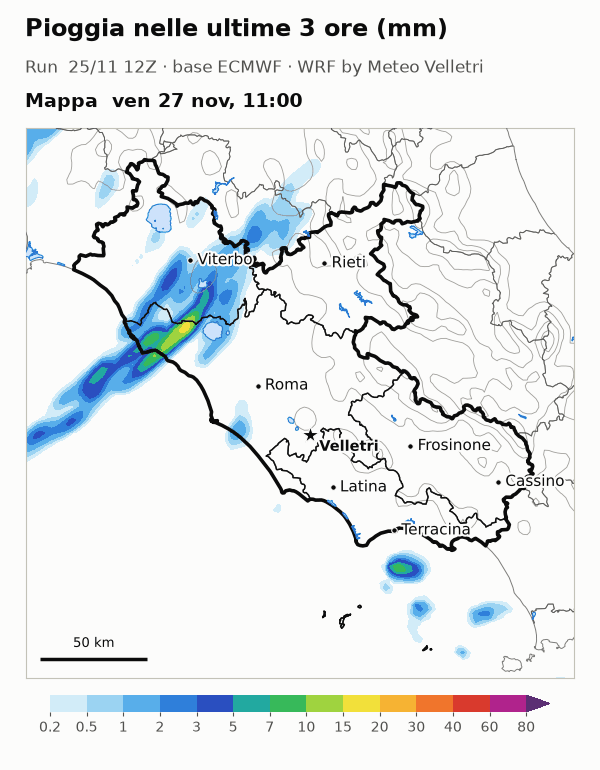 Pioggia nelle ultime 3 ore (mm)
Run  25/11 12Z · base ECMWF · WRF by Meteo Velletri
Mappa  ven 27 nov, 11:00
Viterbo
Rieti
Roma
Velletri
Frosinone
Cassino
Latina
Terracina
50 km
0.2 0.5 1 2 3 5 7 10 15 20 30 40 60 80